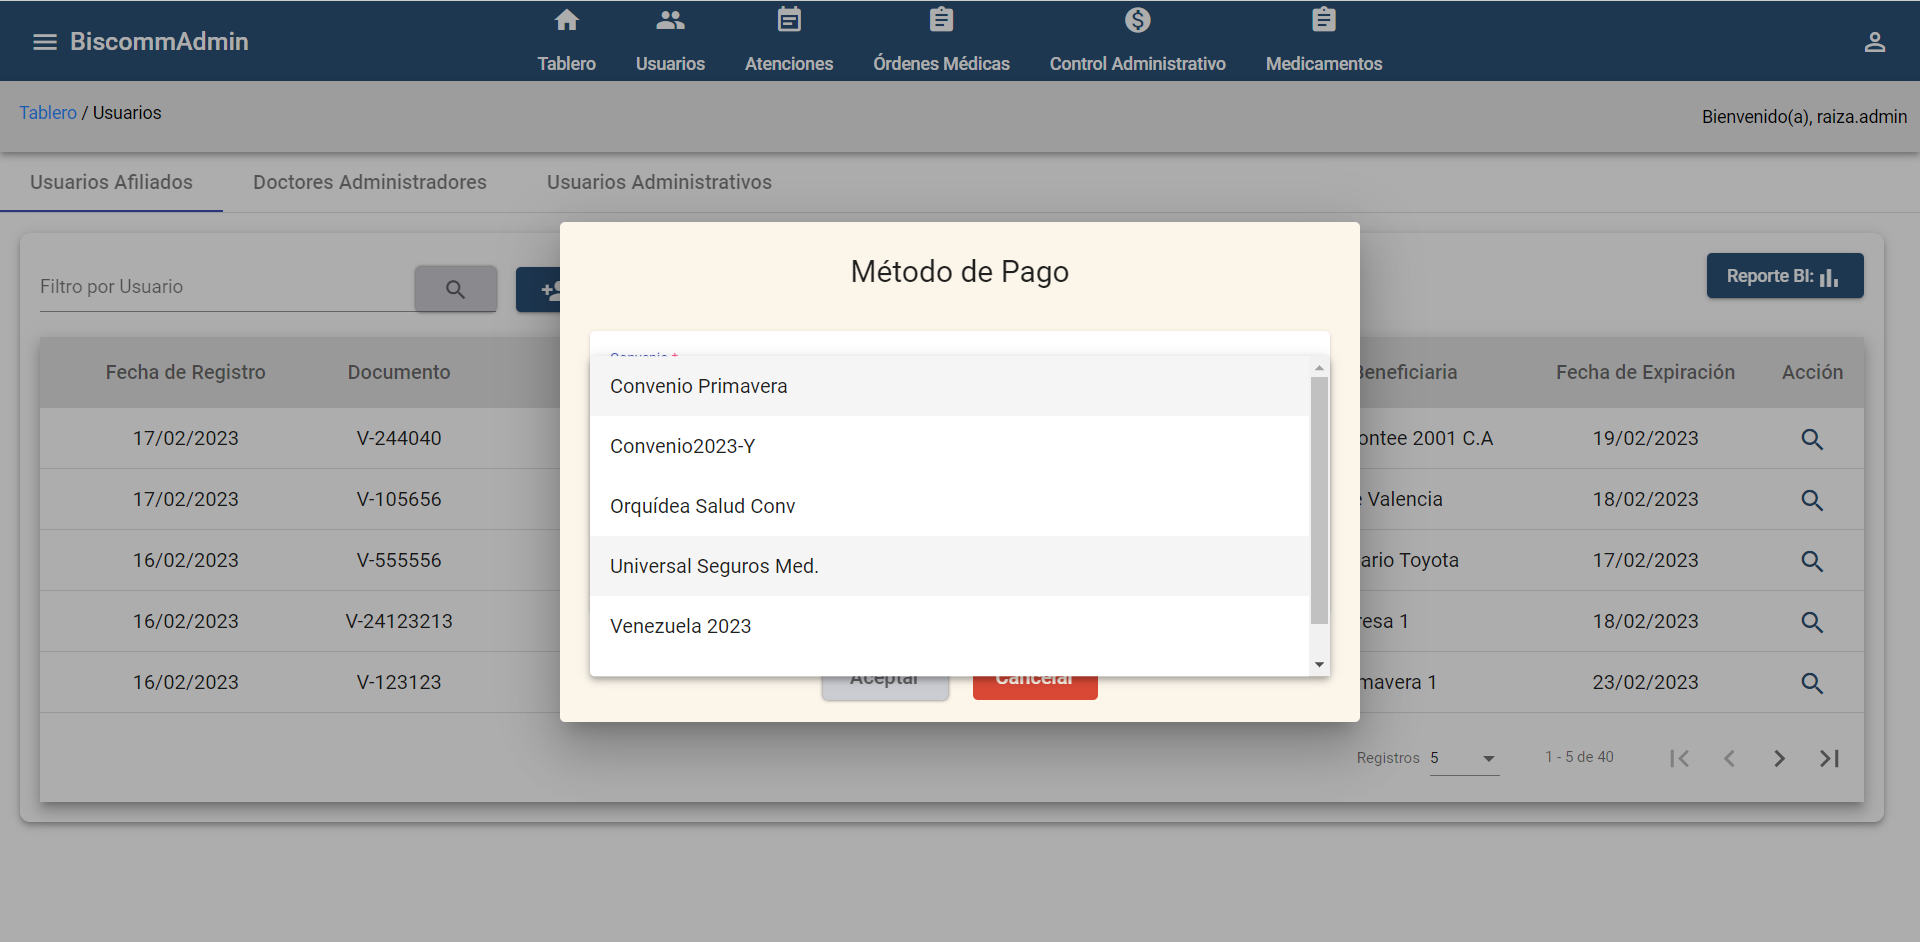 BiscommAdmin
Tablero
Usuarios
Atenciones
Órdenes Médicas
Control Administrativo
Medicamentos
Tablero / Usuarios
Bienvenido(a), raiza.admin
Usuarios Afiliados
Doctores Administradores
Usuarios Administrativos
Método de Pago
Filtro por Usuario
Reporte BI:
Convenio *
Convenio Primavera
Convenio2023-Y
Orquídea Salud Conv
Universal Seguros Med.
Venezuela 2023
Aceptar
Cancelar
Fecha de Registro Documento Beneficiaria Fecha de Expiración Acción
17/02/2023 V-244040 ontee 2001 C.A 19/02/2023
17/02/2023 V-105656 Valencia 18/02/2023
16/02/2023 V-555556 ario Toyota 17/02/2023
16/02/2023 V-24123213 resa 1 18/02/2023
16/02/2023 V-123123 mavera 1 23/02/2023
Registros 5 1 - 5 de 40